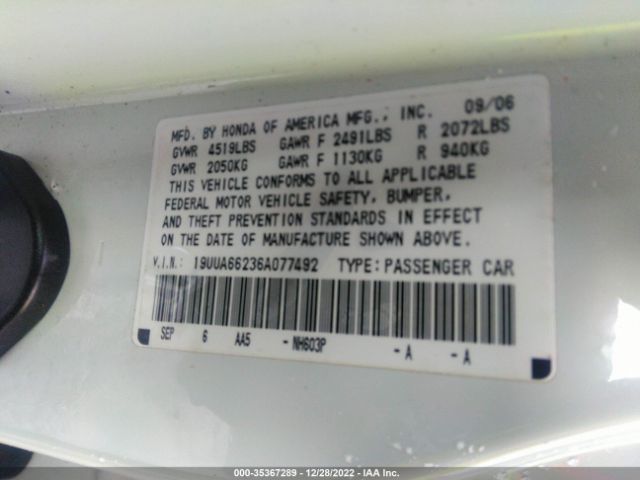 MFD. BY HONDA OF AMERICA MFG., INC. 09/06
GVWR 4519LBS GAWR F 2491LBS R 2072LBS
GVWR 2050KG GAWR F 1130KG R 940KG
THIS VEHICLE CONFORMS TO ALL APPLICABLE
FEDERAL MOTOR VEHICLE SAFETY, BUMPER,
AND THEFT PREVENTION STANDARDS IN EFFECT
ON THE DATE OF MANUFACTURE SHOWN ABOVE.
V.I.N.: 19UUA66236A077492 TYPE: PASSENGER CAR
SEP 6 AA5 - NH603P - A - A
000-35367289 - 12/28/2022 - IAA Inc.